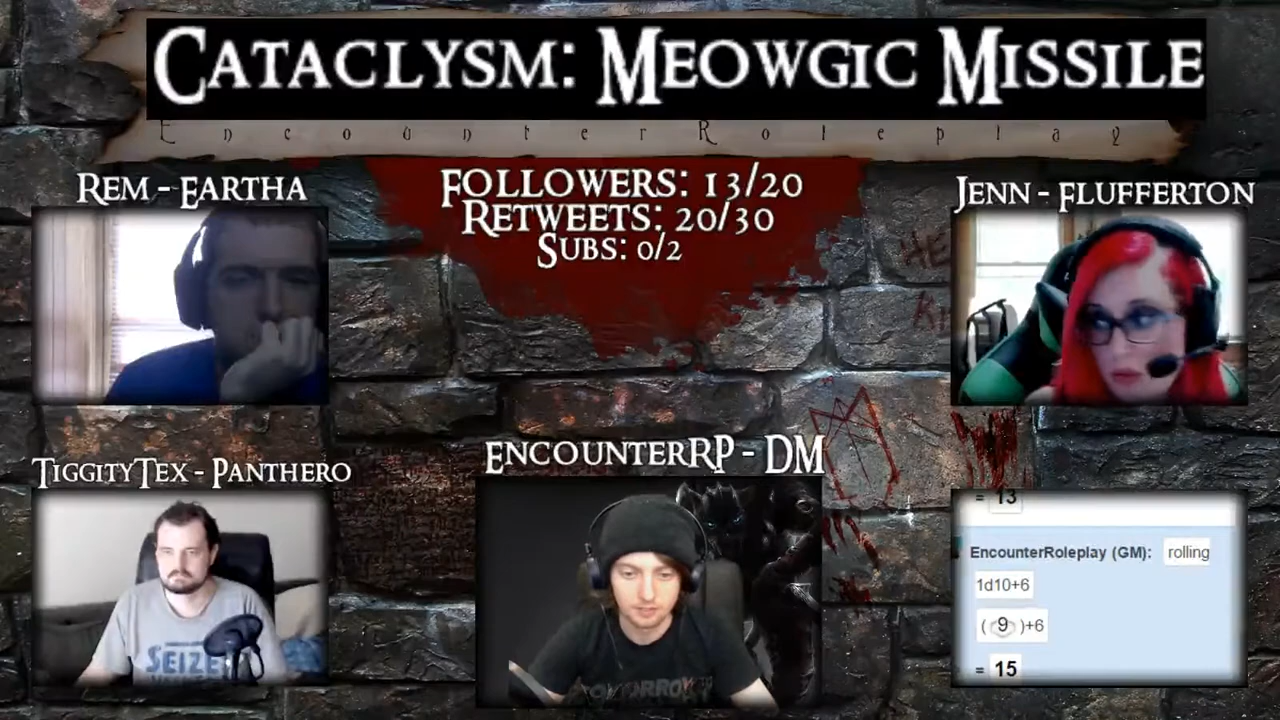 Cataclysm: Meowgic Missile
EncounterRoleplay
Rem - Eartha
Followers: 13/20
Retweets: 20/30
Subs: 0/2
Jenn - Flufferton
TiggityTex - Panthero
EncounterRP - DM
= 13
EncounterRoleplay (GM): rolling
1d10+6
(9)+6
= 15
SEIZE